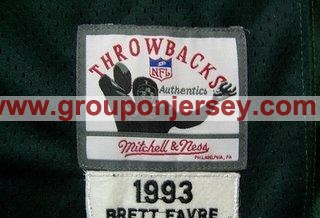 THROWBACKS
NFL
Authentics
www.grouponjersey.com
Mitchell & Ness
PHILADELPHIA, PA
1993
BRETT FAVRE